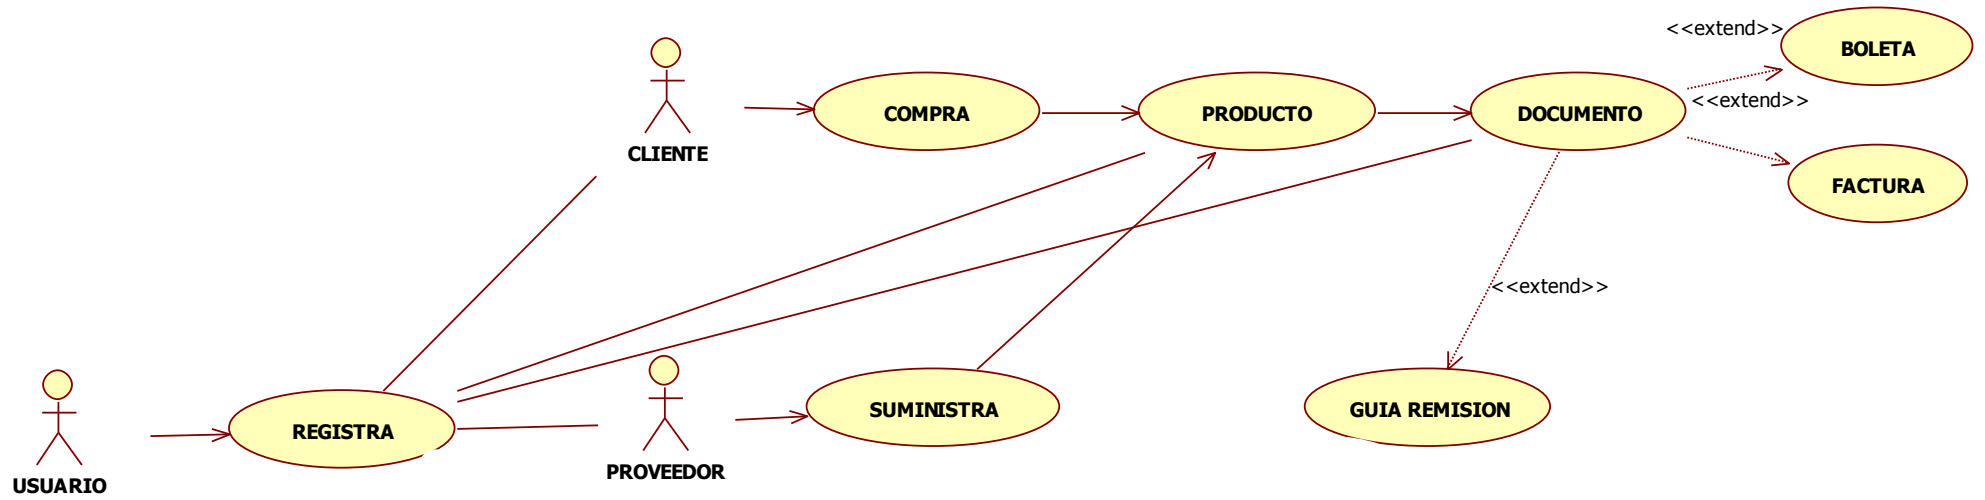 <<extend>>
BOLETA
COMPRA
PRODUCTO
DOCUMENTO
<<extend>>
CLIENTE
FACTURA
<<extend>>
REGISTRA
SUMINISTRA
GUIA REMISION
PROVEEDOR
USUARIO